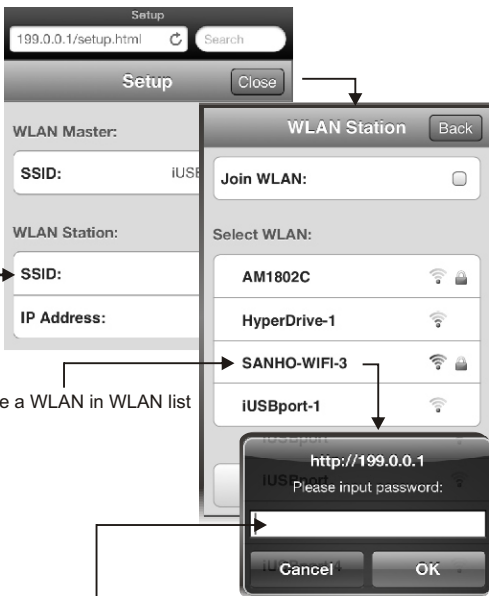 Setup
199.0.0.1/setup.html
Search
Setup
Close
WLAN Master:
SSID:
iUSB
WLAN Station:
SSID:
IP Address:
WLAN Station
Back
Join WLAN:
Select WLAN:
AM1802C
HyperDrive-1
SANHO-WIFI-3
iUSBport-1
iUSBport
e a WLAN in WLAN list
http://199.0.0.1
Please input password:
Cancel
OK